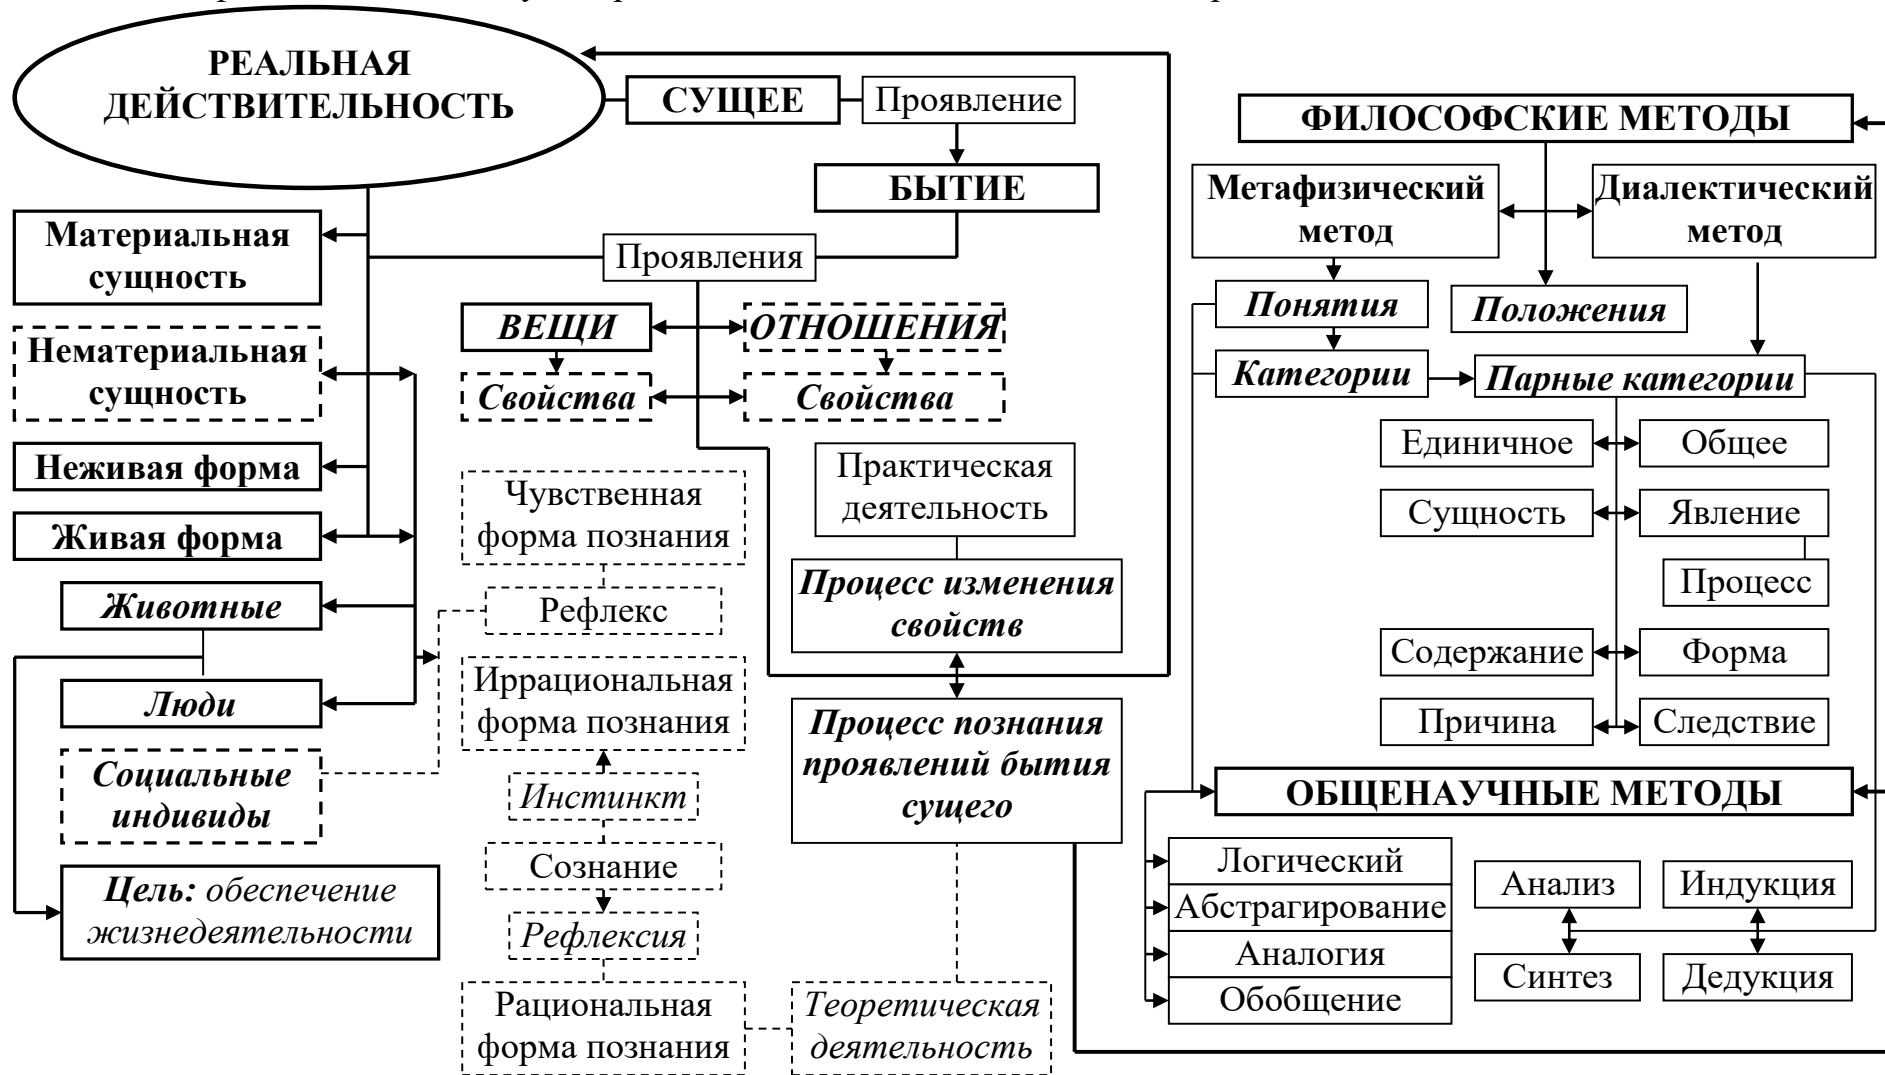 РЕАЛЬНАЯ
ДЕЙСТВИТЕЛЬНОСТЬ
СУЩЕЕ
Проявление
БЫТИЕ
Проявления
Материальная
сущность
Нематериальная
сущность
Неживая форма
Живая форма
Животные
Люди
Социальные
индивиды
Цель: обеспечение
жизнедеятельности
ВЕЩИ
ОТНОШЕНИЯ
Свойства
Свойства
Чувственная
форма познания
Рефлекс
Иррациональная
форма познания
Инстинкт
Сознание
Рефлексия
Рациональная
форма познания
Практическая
деятельность
Процесс изменения
свойств
Процесс познания
проявлений бытия
сущего
Теоретическая
деятельность
ФИЛОСОФСКИЕ МЕТОДЫ
Метафизический
метод
Диалектический
метод
Понятия
Положения
Категории
Парные категории
Единичное
Общее
Сущность
Явление
Процесс
Содержание
Форма
Причина
Следствие
ОБЩЕНАУЧНЫЕ МЕТОДЫ
Логический
Абстрагирование
Аналогия
Обобщение
Анализ
Индукция
Синтез
Дедукция